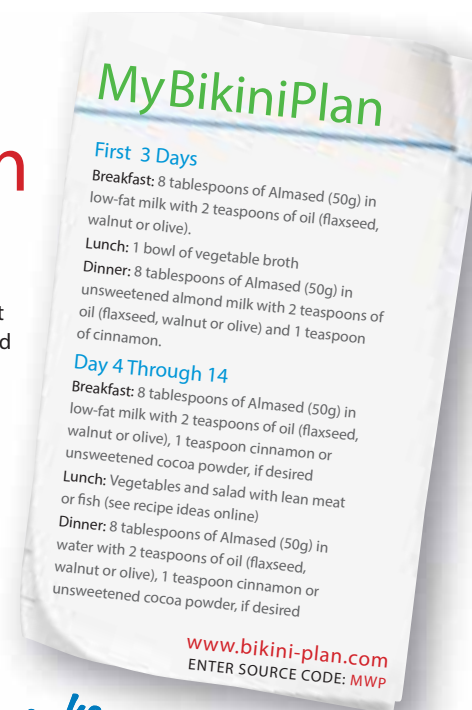 MyBikiniPlan
First 3 Days
Breakfast: 8 tablespoons of Almased (50g) in
low-fat milk with 2 teaspoons of oil (flaxseed,
walnut or olive).
Lunch: 1 bowl of vegetable broth
Dinner: 8 tablespoons of Almased (50g) in
unsweetened almond milk with 2 teaspoons of
oil (flaxseed, walnut or olive) and 1 teaspoon
of cinnamon.
Day 4 Through 14
Breakfast: 8 tablespoons of Almased (50g) in
low-fat milk with 2 teaspoons of oil (flaxseed,
walnut or olive), 1 teaspoon cinnamon or
unsweetened cocoa powder, if desired
Lunch: Vegetables and salad with lean meat
or fish (see recipe ideas online)
Dinner: 8 tablespoons of Almased (50g) in
water with 2 teaspoons of oil (flaxseed,
walnut or olive), 1 teaspoon cinnamon or
unsweetened cocoa powder, if desired
www.bikini-plan.com
ENTER SOURCE CODE: MWP